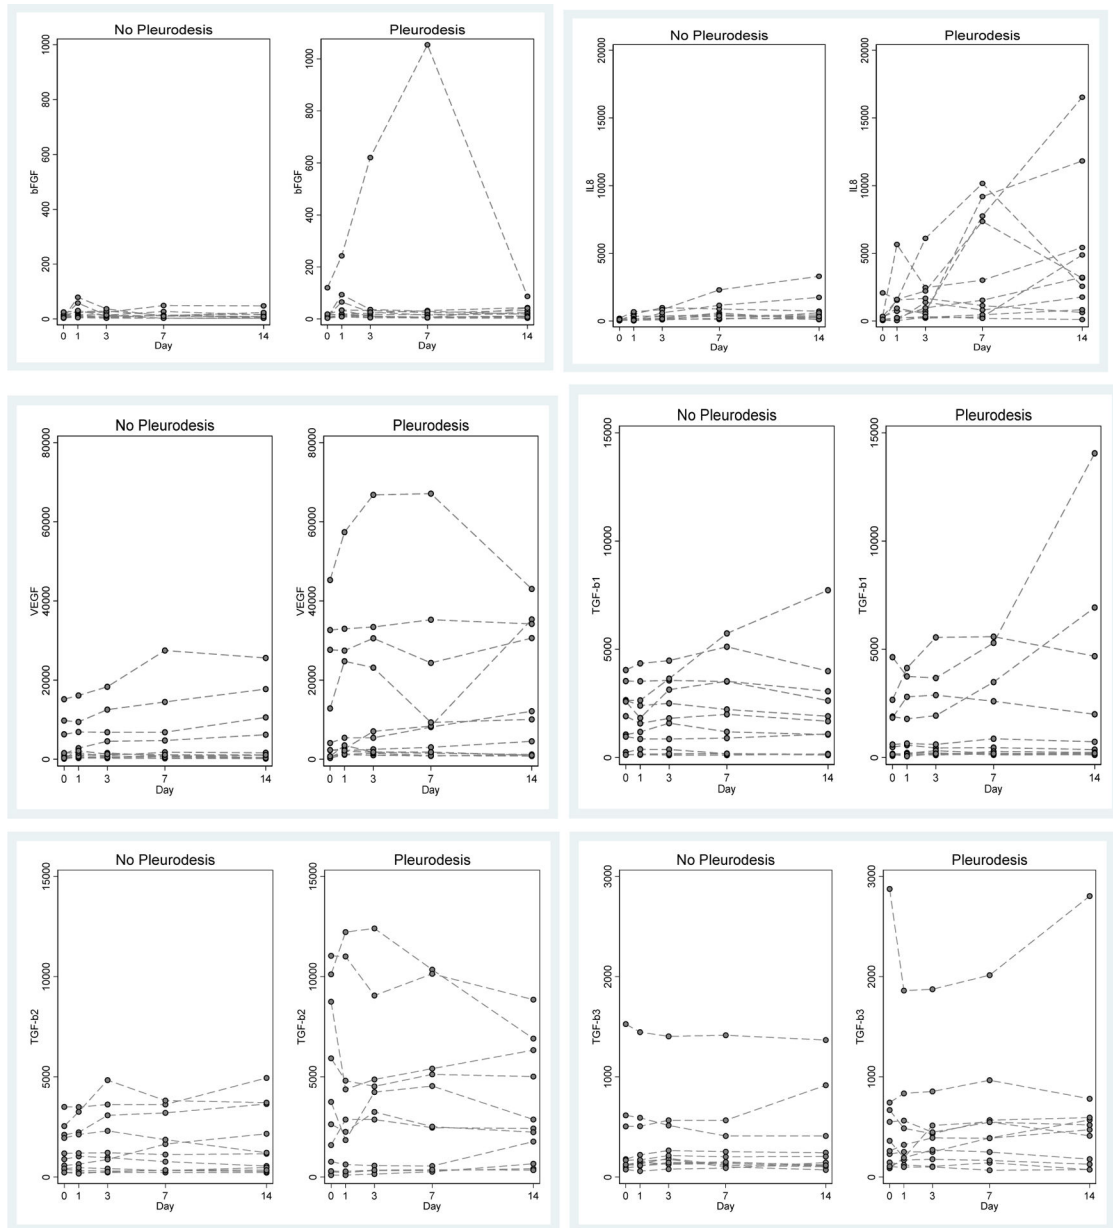 No Pleurodesis
Pleurodesis
1000
800
600
400
200
0
bFGF
0 1 3 7 14
Day
1000
800
600
400
200
0
bFGF
0 1 3 7 14
Day
No Pleurodesis
Pleurodesis
20000
15000
10000
5000
0
IL8
0 1 3 7 14
Day
20000
15000
10000
5000
0
IL8
0 1 3 7 14
Day
No Pleurodesis
Pleurodesis
80000
60000
40000
20000
0
VEGF
0 1 3 7 14
Day
80000
60000
40000
20000
0
VEGF
0 1 3 7 14
Day
No Pleurodesis
Pleurodesis
15000
10000
5000
0
TGF-b1
0 1 3 7 14
Day
15000
10000
5000
0
TGF-b1
0 1 3 7 14
Day
No Pleurodesis
Pleurodesis
15000
10000
5000
0
TGF-b2
0 1 3 7 14
Day
15000
10000
5000
0
TGF-b2
0 1 3 7 14
Day
No Pleurodesis
Pleurodesis
3000
2000
1000
0
TGF-b3
0 1 3 7 14
Day
3000
2000
1000
0
TGF-b3
0 1 3 7 14
Day